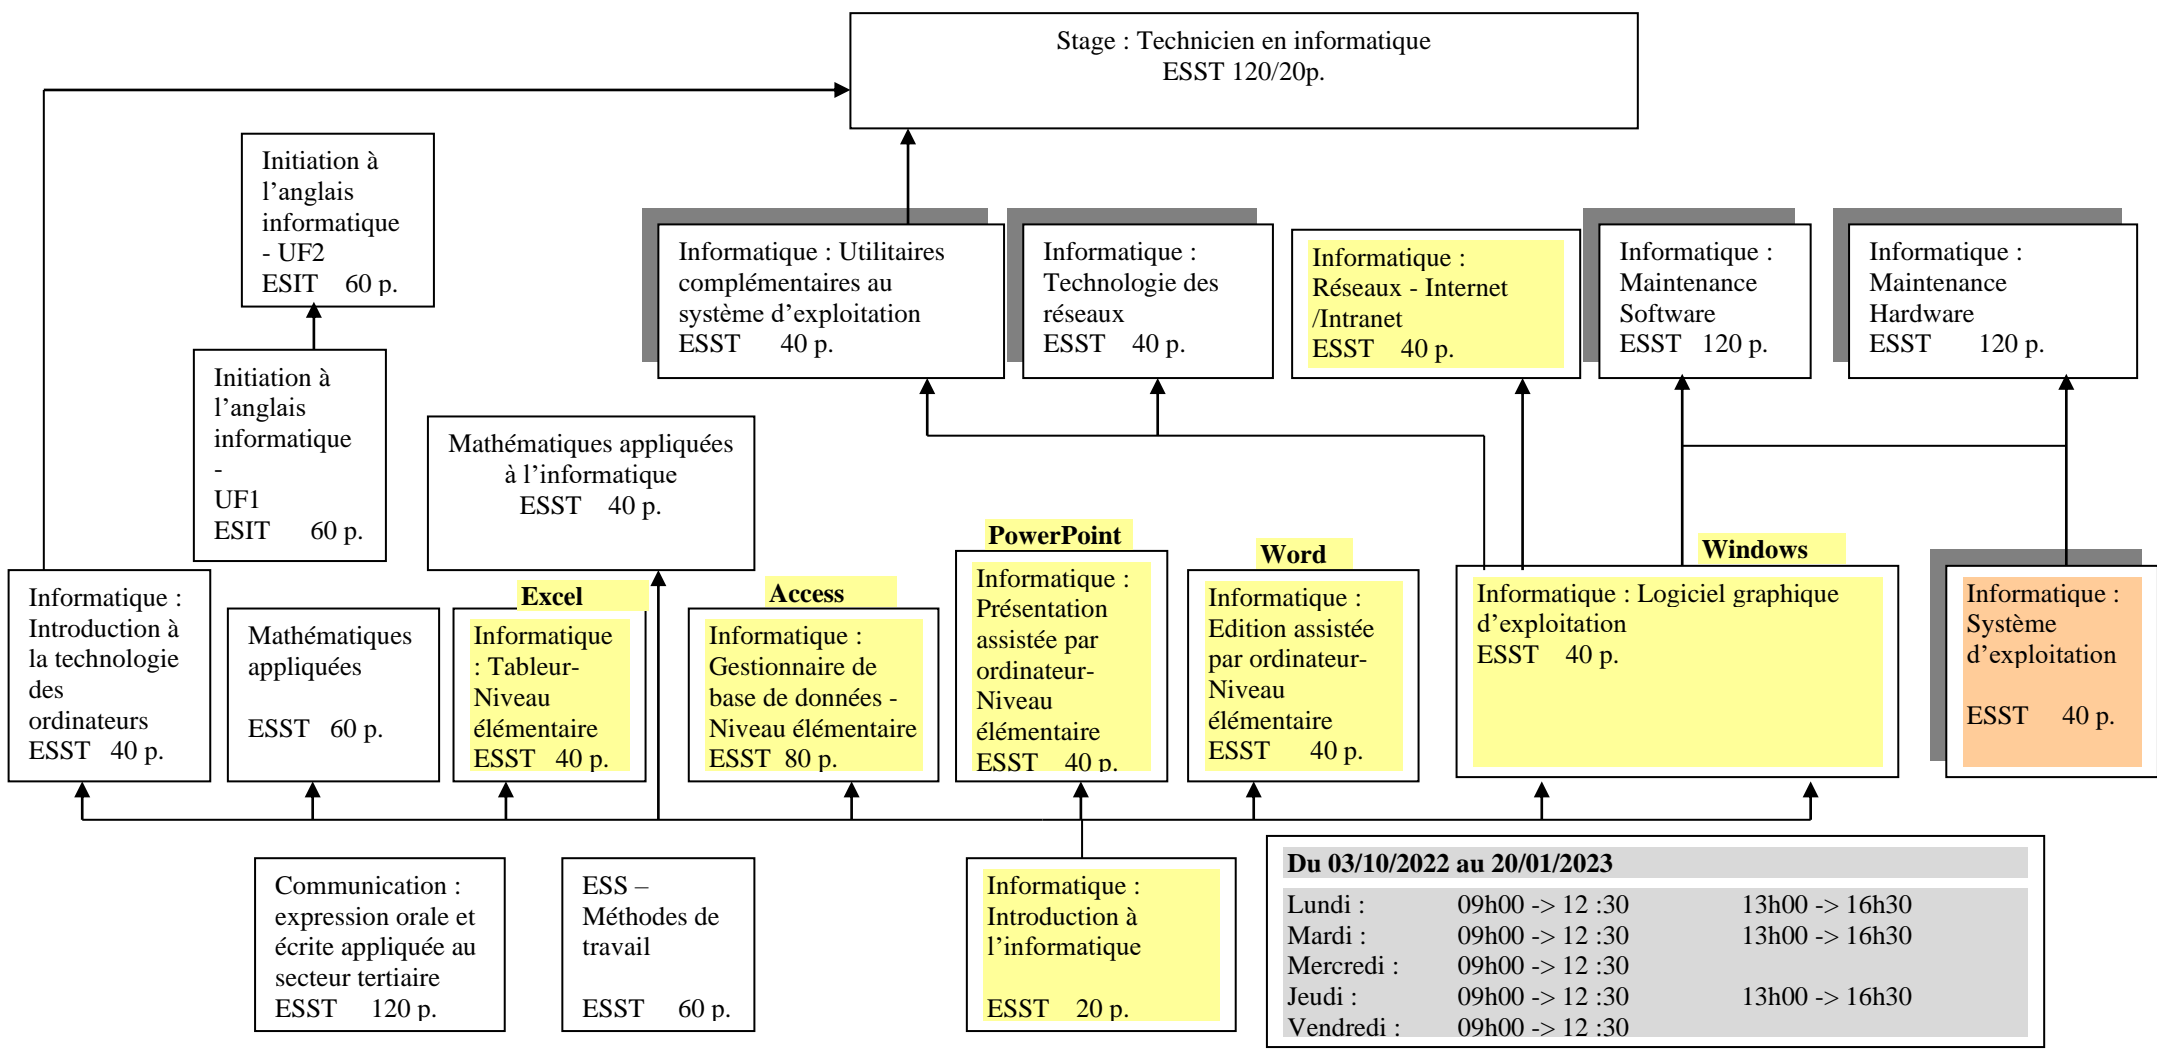 Stage : Technicien en informatique
ESST 120/20p.
Initiation à
l’anglais
informatique
- UF2
ESIT 60 p.
Informatique : Utilitaires
complémentaires au
système d’exploitation
ESST 40 p.
Informatique :
Technologie des
réseaux
ESST 40 p.
Informatique :
Réseaux - Internet
/Intranet
ESST 40 p.
Informatique :
Maintenance
Software
ESST 120 p.
Informatique :
Maintenance
Hardware
ESST 120 p.
Initiation à
l’anglais
informatique
-
UF1
ESIT 60 p.
Mathématiques appliquées
à l’informatique
ESST 40 p.
Informatique :
Introduction à
la technologie
des
ordinateurs
ESST 40 p.
Mathématiques
appliquées
ESST 60 p.
Excel
Informatique
: Tableur-
Niveau
élémentaire
ESST 40 p.
Access
Informatique :
Gestionnaire de
base de données -
Niveau élémentaire
ESST 80 p.
PowerPoint
Informatique :
Présentation
assistée par
ordinateur-
Niveau
élémentaire
ESST 40 p.
Word
Informatique :
Edition assistée
par ordinateur-
Niveau
élémentaire
ESST 40 p.
Windows
Informatique : Logiciel graphique
d’exploitation
ESST 40 p.
Informatique :
Système
d’exploitation
ESST 40 p.
Communication :
expression orale et
écrite appliquée au
secteur tertiaire
ESST 120 p.
ESS –
Méthodes de
travail
ESST 60 p.
Informatique :
Introduction à
l’informatique
ESST 20 p.
Du 03/10/2022 au 20/01/2023
Lundi : 09h00 -> 12 :30 13h00 -> 16h30
Mardi : 09h00 -> 12 :30 13h00 -> 16h30
Mercredi : 09h00 -> 12 :30
Jeudi : 09h00 -> 12 :30 13h00 -> 16h30
Vendredi : 09h00 -> 12 :30